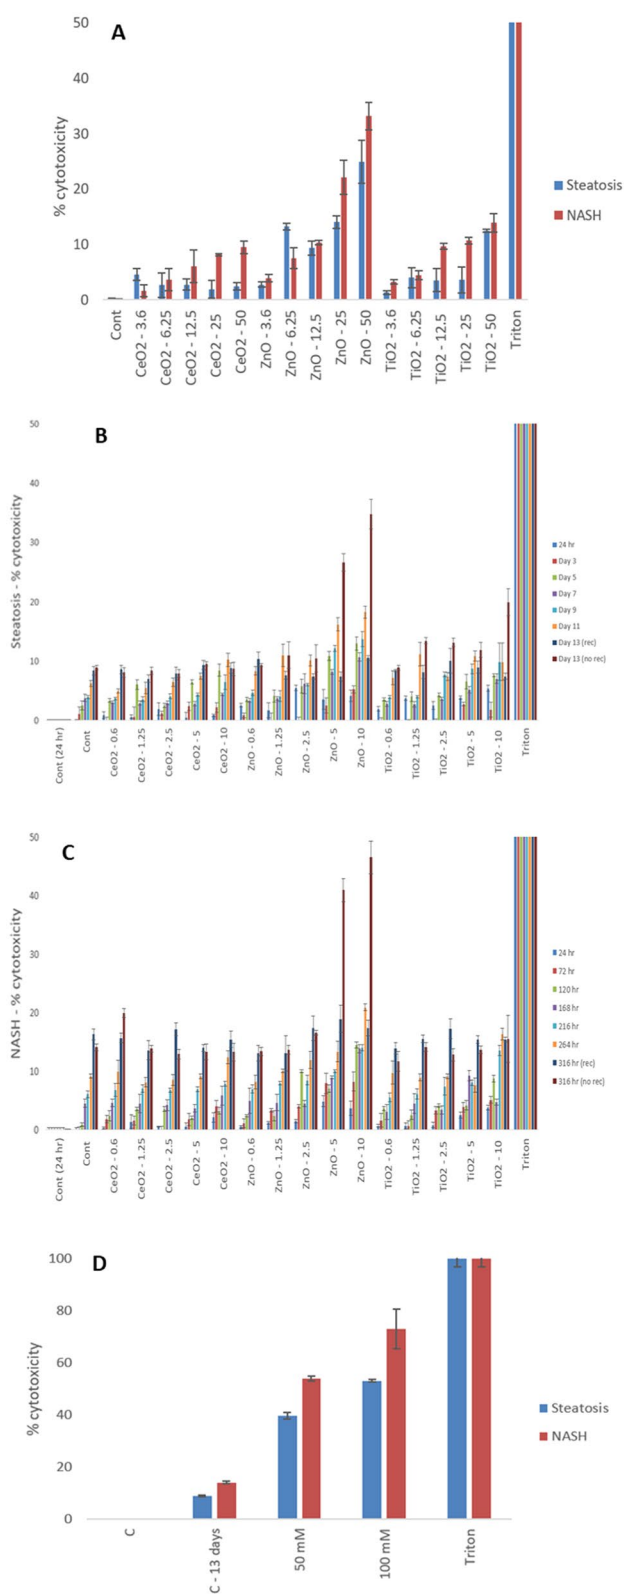 A
50
40
30
20
10
0
% cytotoxicity
Steatosis
NASH
Cont
CeO2 - 3.6
CeO2 - 6.25
CeO2 - 12.5
CeO2 - 25
CeO2 - 50
ZnO - 3.6
ZnO - 6.25
ZnO - 12.5
ZnO - 25
ZnO - 50
TiO2 - 3.6
TiO2 - 6.25
TiO2 - 12.5
TiO2 - 25
TiO2 - 50
Triton
B
50
40
30
20
10
0
Steatosis - % cytotoxicity
24 hr
Day 3
Day 5
Day 7
Day 9
Day 11
Day 13 (rec)
Day 13 (no rec)
Cont (24 hr)
Cont
CeO2 - 0.6
CeO2 - 1.25
CeO2 - 2.5
CeO2 - 5
CeO2 - 10
ZnO - 0.6
ZnO - 1.25
ZnO - 2.5
ZnO - 5
ZnO - 10
TiO2 - 0.6
TiO2 - 1.25
TiO2 - 2.5
TiO2 - 5
TiO2 - 10
Triton
C
50
40
30
20
10
0
NASH - % cytotoxicity
24 hr
72 hr
120 hr
168 hr
216 hr
264 hr
316 hr (rec)
316 hr (no rec)
Cont (24 hr)
Cont
CeO2 - 0.6
CeO2 - 1.25
CeO2 - 2.5
CeO2 - 5
CeO2 - 10
ZnO - 0.6
ZnO - 1.25
ZnO - 2.5
ZnO - 5
ZnO - 10
TiO2 - 0.6
TiO2 - 1.25
TiO2 - 2.5
TiO2 - 5
TiO2 - 10
Triton
D
100
80
60
40
20
0
% cytotoxicity
Steatosis
NASH
C
C - 13 days
50 mM
100 mM
Triton